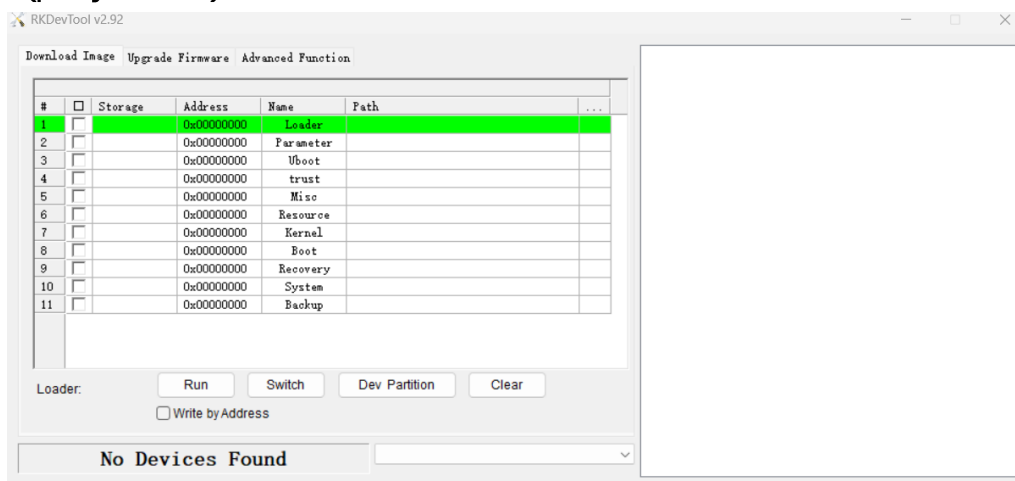 RKDevTool v2.92
Download Image Upgrade Firmware Advanced Function
# Storage Address Name Path ...
1 0x00000000 Loader
2 0x00000000 Parameter
3 0x00000000 Uboot
4 0x00000000 trust
5 0x00000000 Misc
6 0x00000000 Resource
7 0x00000000 Kernel
8 0x00000000 Boot
9 0x00000000 Recovery
10 0x00000000 System
11 0x00000000 Backup
Loader: Run Switch Dev Partition Clear
Write by Address
No Devices Found